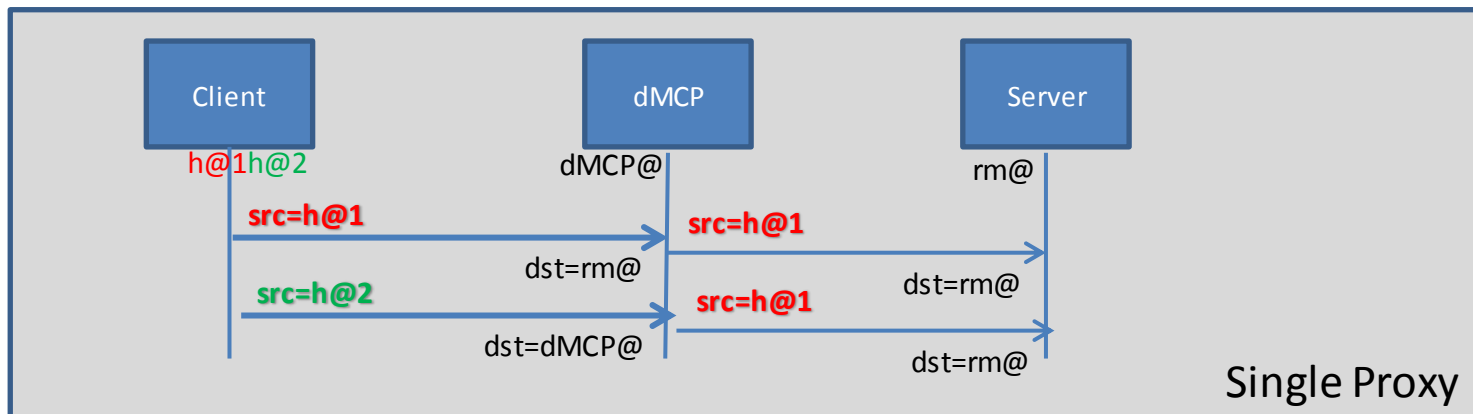 Client
dMCP
Server
h@1h@2
dMCP@
rm@
src=h@1
src=h@1
dst=rm@
dst=rm@
src=h@2
src=h@1
dst=dMCP@
dst=rm@
Single Proxy